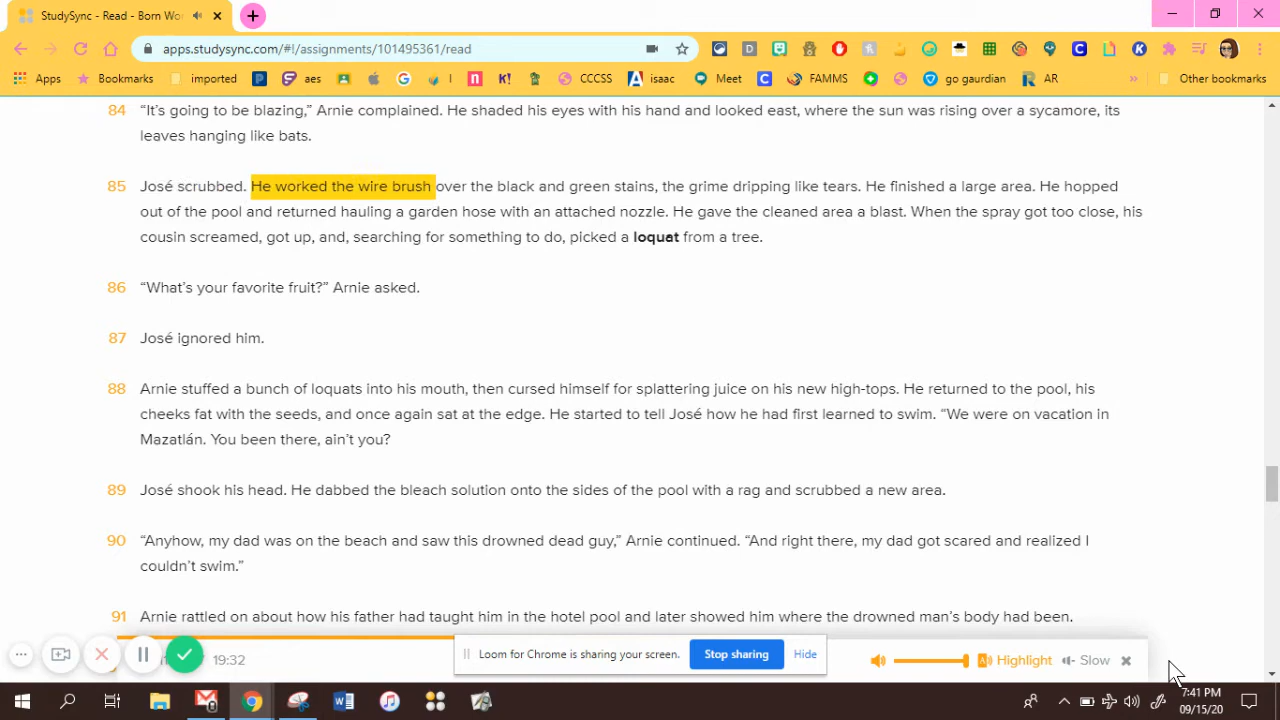 StudySync - Read - Born Wo
apps.studysync.com/#!/assignments/101495361/read
Apps Bookmarks imported aes I K! CCCSS isaac Meet FAMMS go gaurdian AR » Other bookmarks
84 “It’s going to be blazing,” Arnie complained. He shaded his eyes with his hand and looked east, where the sun was rising over a sycamore, its
leaves hanging like bats.
85 José scrubbed. He worked the wire brush over the black and green stains, the grime dripping like tears. He finished a large area. He hopped
out of the pool and returned hauling a garden hose with an attached nozzle. He gave the cleaned area a blast. When the spray got too close, his
cousin screamed, got up, and, searching for something to do, picked a loquat from a tree.
86 “What’s your favorite fruit?” Arnie asked.
87 José ignored him.
88 Arnie stuffed a bunch of loquats into his mouth, then cursed himself for splattering juice on his new high-tops. He returned to the pool, his
cheeks fat with the seeds, and once again sat at the edge. He started to tell José how he had first learned to swim. “We were on vacation in
Mazatlán. You been there, ain’t you?
89 José shook his head. He dabbed the bleach solution onto the sides of the pool with a rag and scrubbed a new area.
90 “Anyhow, my dad was on the beach and saw this drowned dead guy,” Arnie continued. “And right there, my dad got scared and realized I
couldn’t swim.”
91 Arnie rattled on about how his father had taught him in the hotel pool and later showed him where the drowned man’s body had been.
19:32 Loom for Chrome is sharing your screen. Stop sharing Hide Highlight Slow
7:41 PM
09/15/20